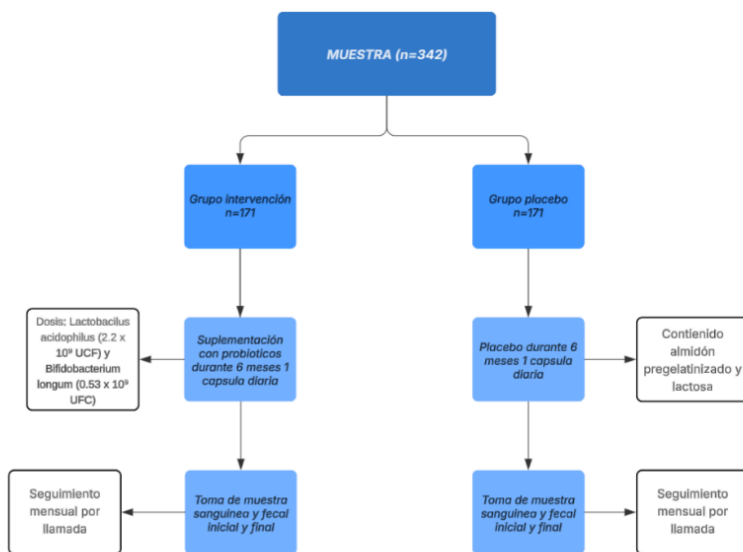 MUESTRA (n=342)
Grupo intervención
n=171
Grupo placebo
n=171
Dosis: Lactobacilus
acidophilus (2.2 x
10⁹ UCF) y
Bifidobacterium
longum (0.53 x 10⁹
UFC)
Suplementación
con probioticos
durante 6 meses 1
capsula diaria
Placebo durante 6
meses 1 capsula
diaria
Contienido
almidón
pregelatinizado y
lactosa
Seguimiento
mensual por
llamada
Toma de muestra
sanguinea y fecal
inicial y final
Toma de muestra
sanguinea y fecal
inicial y final
Seguimiento
mensual por
llamada